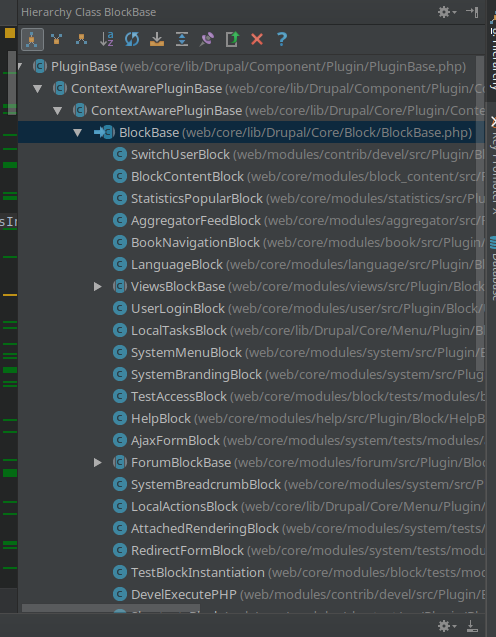 Hierarchy Class BlockBase
PluginBase (web/core/lib/Drupal/Component/Plugin/PluginBase.php)
ContextAwarePluginBase (web/core/lib/Drupal/Component/Plugin/C
ContextAwarePluginBase (web/core/lib/Drupal/Core/Plugin/Conte
BlockBase (web/core/lib/Drupal/Core/Block/BlockBase.php)
SwitchUserBlock (web/modules/contrib/devel/src/Plugin/Bl
BlockContentBlock (web/core/modules/block_content/src/P
StatisticsPopularBlock (web/core/modules/statistics/src/Plu
AggregatorFeedBlock (web/core/modules/aggregator/src/P
BookNavigationBlock (web/core/modules/book/src/Plugin/
sIn
LanguageBlock (web/core/modules/language/src/Plugin/Bl
ViewsBlockBase (web/core/modules/views/src/Plugin/Block
UserLoginBlock (web/core/modules/user/src/Plugin/Block/
LocalTasksBlock (web/core/lib/Drupal/Core/Menu/Plugin/Bl
SystemMenuBlock (web/core/modules/system/src/Plugin/B
SystemBrandingBlock (web/core/modules/system/src/Plug
TestAccessBlock (web/core/modules/block/tests/modules/b
HelpBlock (web/core/modules/help/src/Plugin/Block/HelpB
AjaxFormBlock (web/core/modules/system/tests/modules/
ForumBlockBase (web/core/modules/forum/src/Plugin/Bloc
SystemBreadcrumbBlock (web/core/modules/system/src/P
LocalActionsBlock (web/core/lib/Drupal/Core/Menu/Plugin/
AttachedRenderingBlock (web/core/modules/system/tests/
RedirectFormBlock (web/core/modules/system/tests/modu
TestBlockInstantiation (web/core/modules/block/tests/mod
DevelExecutePHP (web/modules/contrib/devel/src/Plugin/
Hierarchy
Key Promoter X
Database